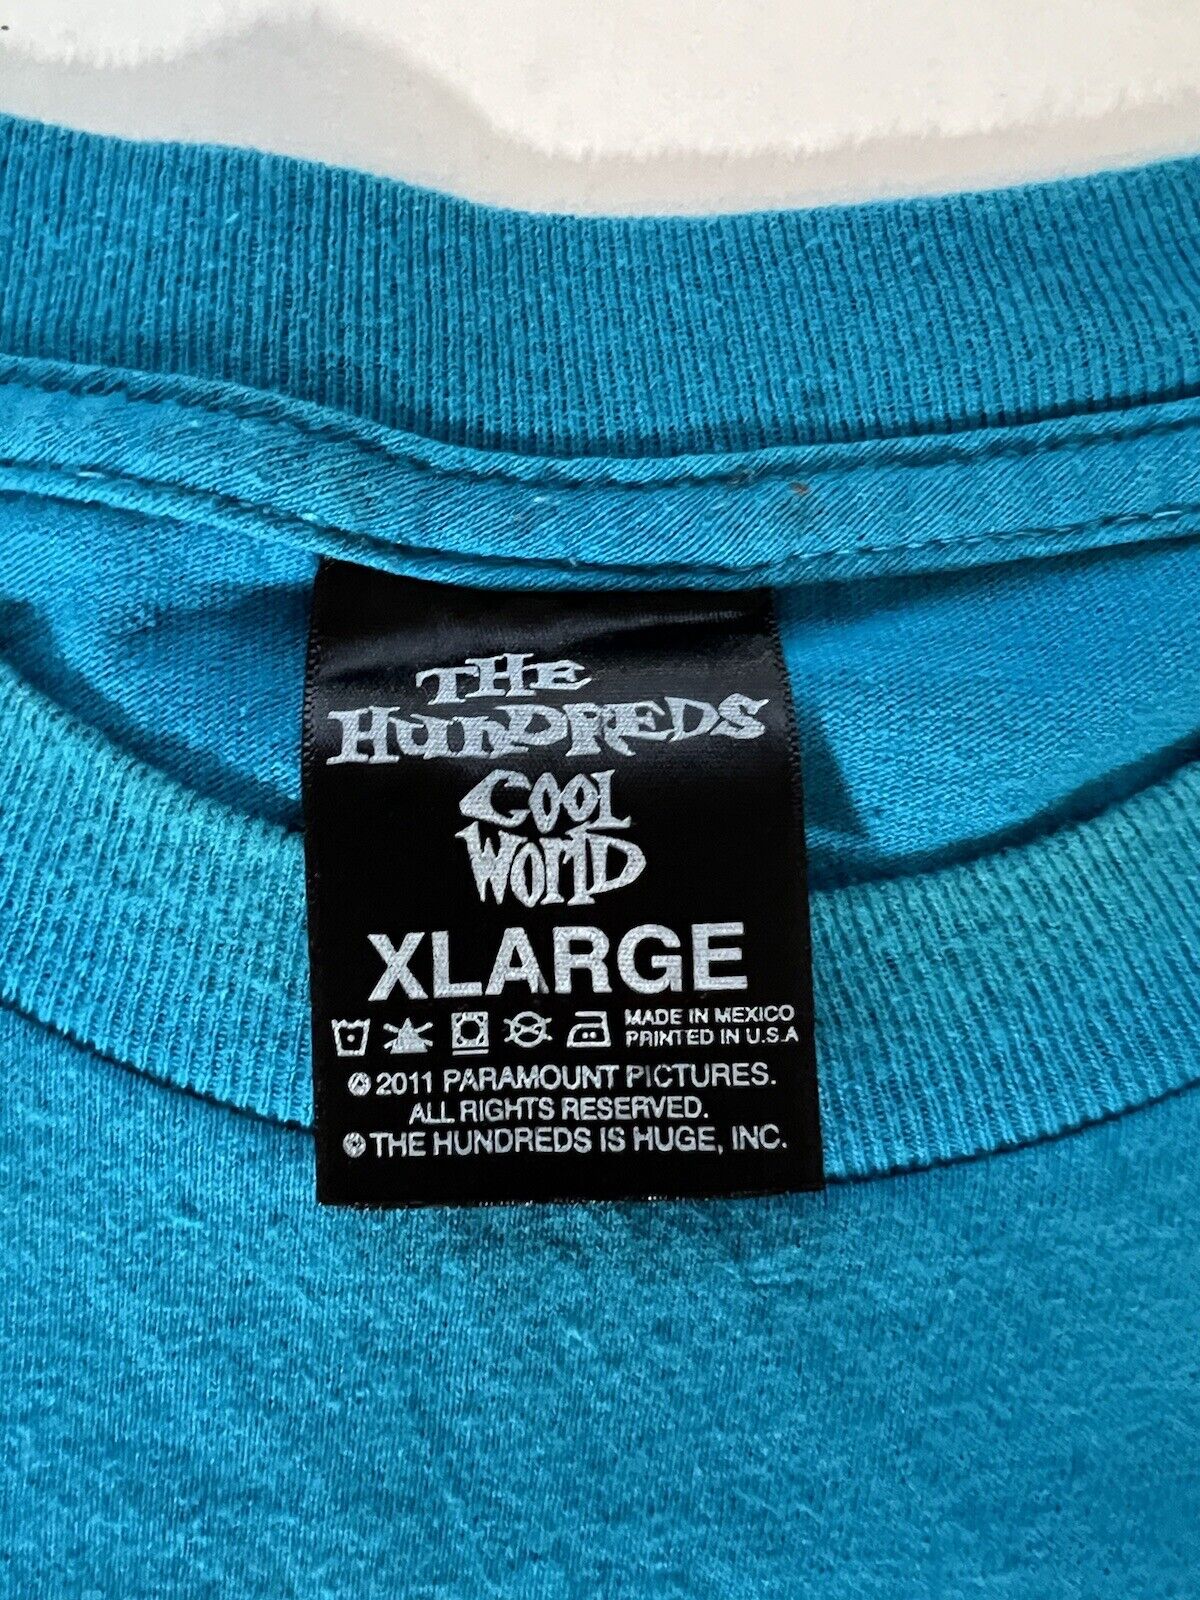 THE
HUNDREDS
COOL
WORLD
XLARGE
MADE IN MEXICO
PRINTED IN U.S.A
© 2011 PARAMOUNT PICTURES.
ALL RIGHTS RESERVED.
© THE HUNDREDS IS HUGE, INC.